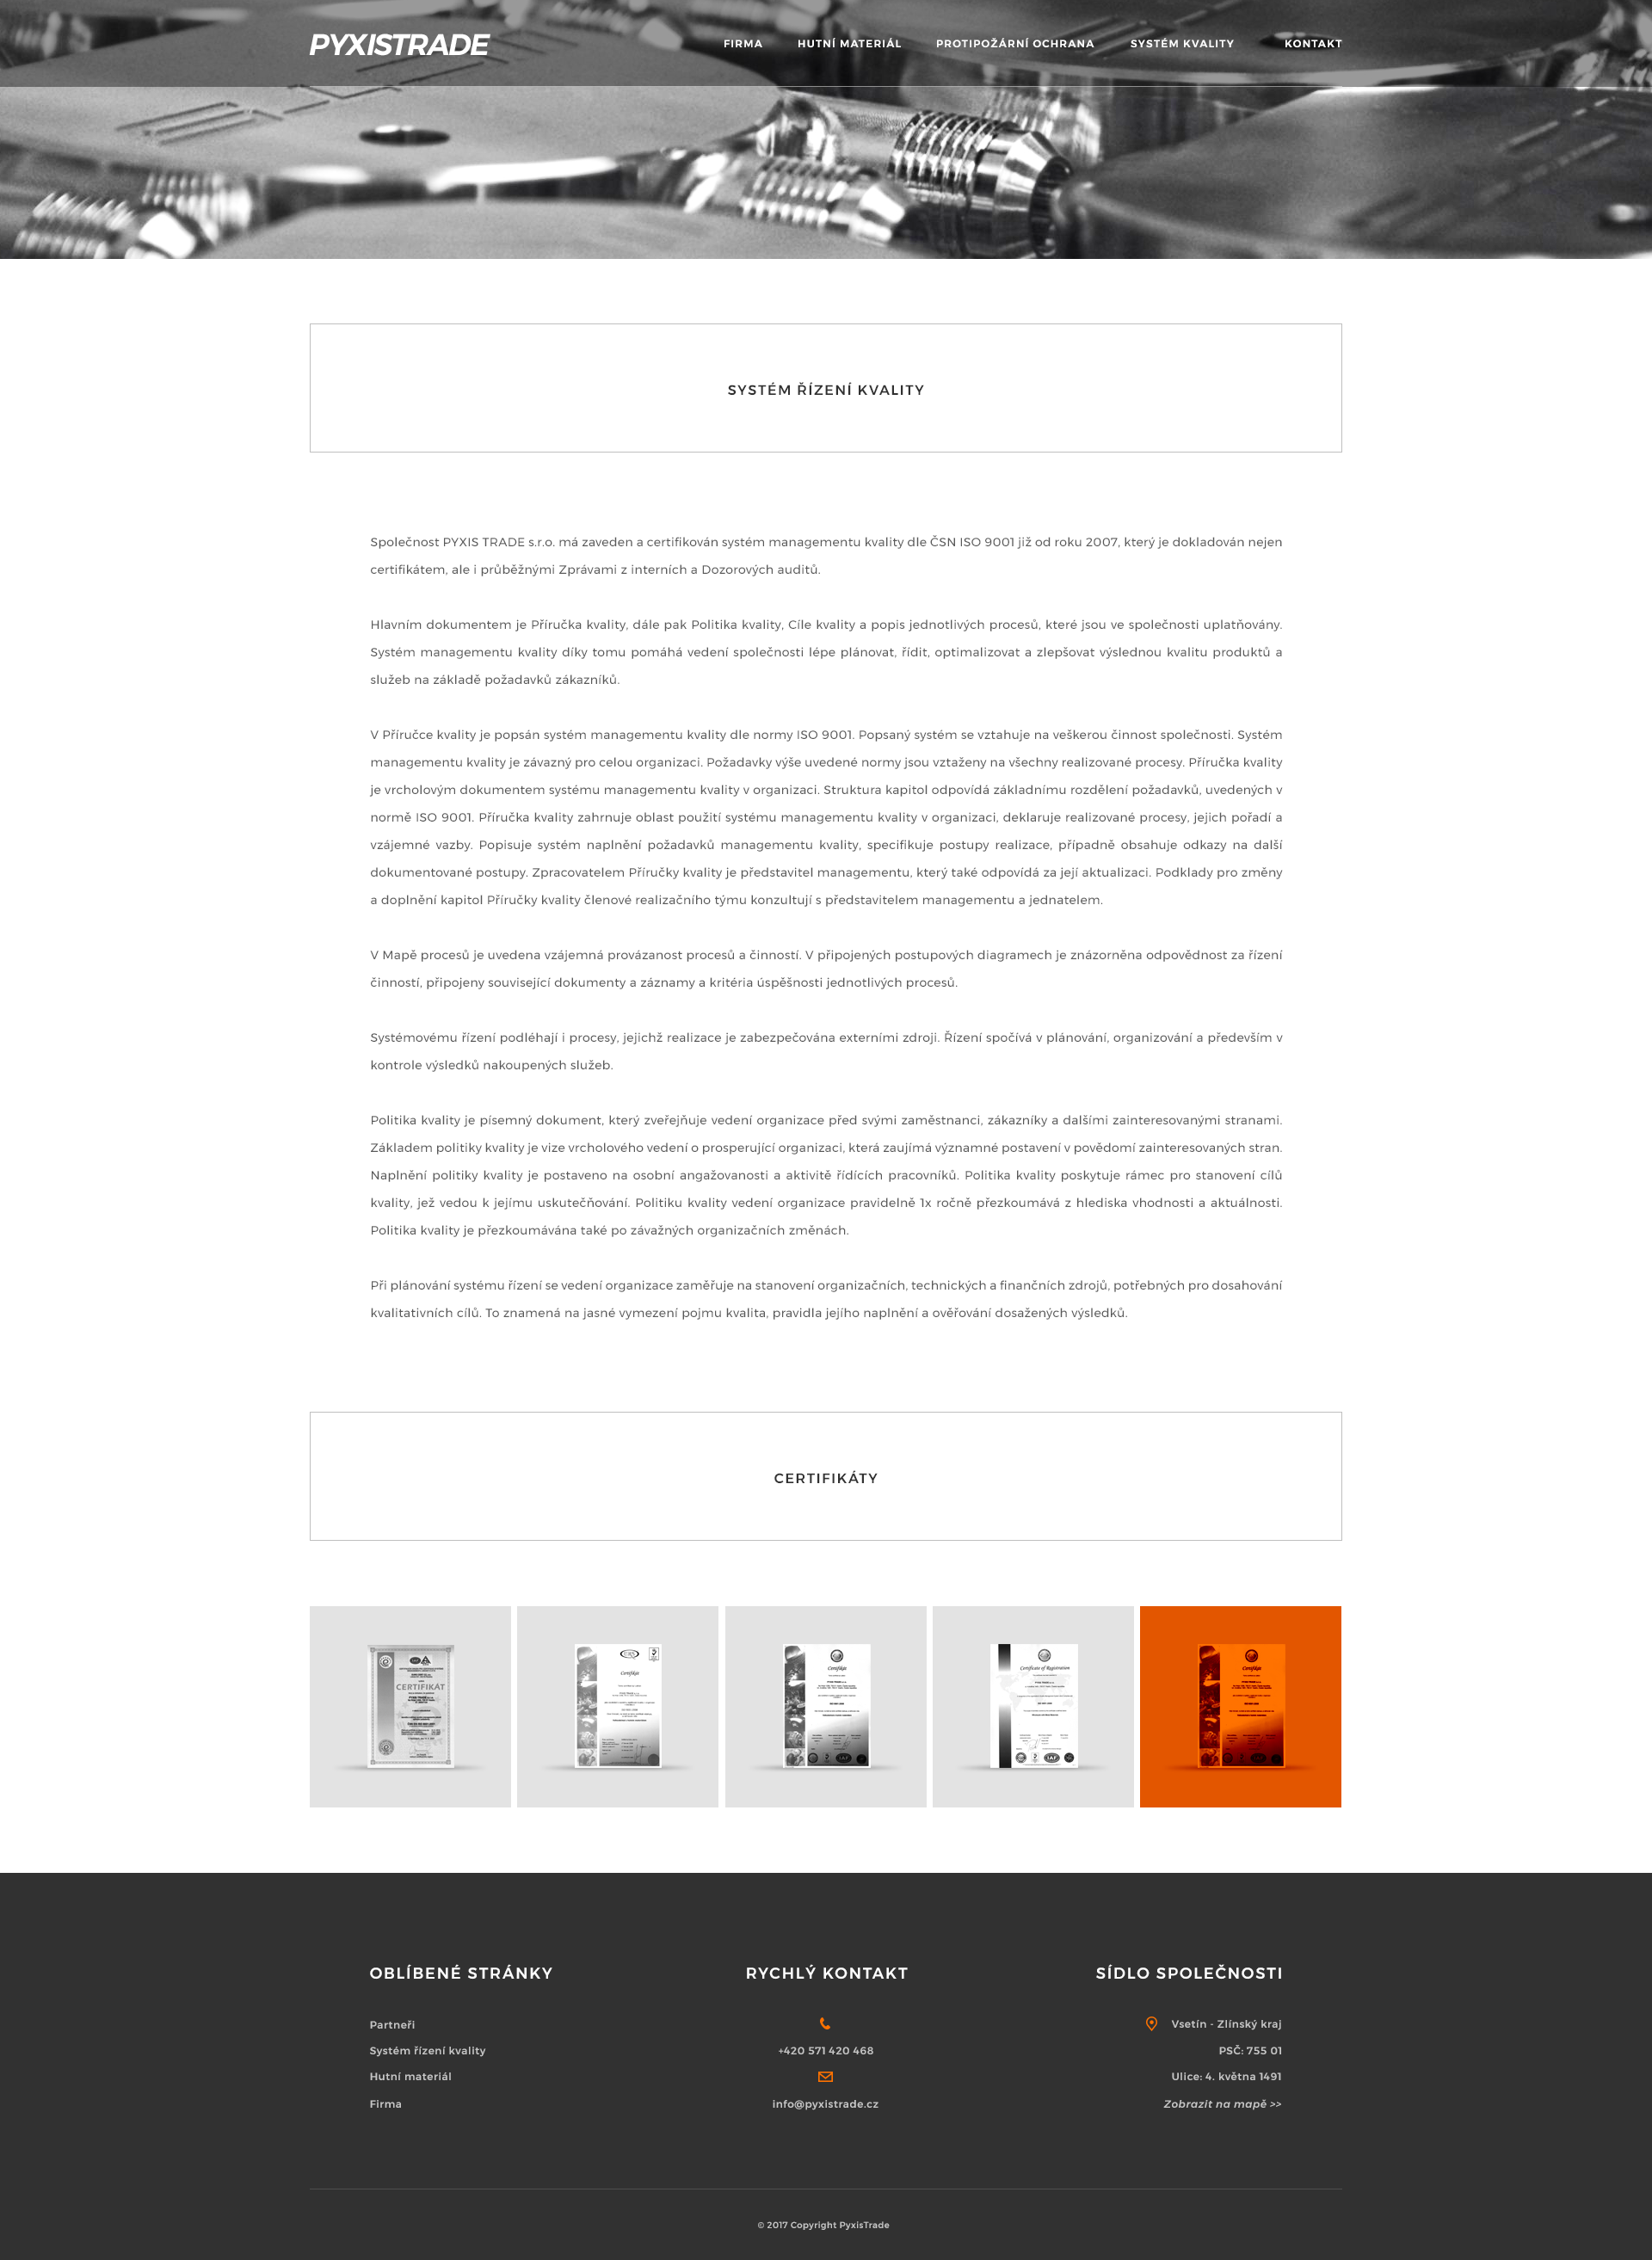 PYXISTRADE
FIRMA HUTNÍ MATERIÁL PROTIPOŽÁRNÍ OCHRANA SYSTÉM KVALITY KONTAKT
SYSTÉM ŘÍZENÍ KVALITY
Společnost PYXIS TRADE s.r.o. má zaveden a certifikován systém managementu kvality dle ČSN ISO 9001 již od roku 2007, který je dokladován nejen
certifikátem, ale i průběžnými Zprávami z interních a Dozorových auditů.
Hlavním dokumentem je Příručka kvality, dále pak Politika kvality, Cíle kvality a popis jednotlivých procesů, které jsou ve společnosti uplatňovány.
Systém managementu kvality díky tomu pomáhá vedení společnosti lépe plánovat, řídit, optimalizovat a zlepšovat výslednou kvalitu produktů a
služeb na základě požadavků zákazníků.
V Příručce kvality je popsán systém managementu kvality dle normy ISO 9001. Popsaný systém se vztahuje na veškerou činnost společnosti. Systém
managementu kvality je závazný pro celou organizaci. Požadavky výše uvedené normy jsou vztaženy na všechny realizované procesy. Příručka kvality
je vrcholovým dokumentem systému managementu kvality v organizaci. Struktura kapitol odpovídá základnímu rozdělení požadavků, uvedených v
normě ISO 9001. Příručka kvality zahrnuje oblast použití systému managementu kvality v organizaci, deklaruje realizované procesy, jejich pořadí a
vzájemné vazby. Popisuje systém naplnění požadavků managementu kvality, specifikuje postupy realizace, případně obsahuje odkazy na další
dokumentované postupy. Zpracovatelem Příručky kvality je představitel managementu, který také odpovídá za její aktualizaci. Podklady pro změny
a doplnění kapitol Příručky kvality členové realizačního týmu konzultují s představitelem managementu a jednatelem.
V Mapě procesů je uvedena vzájemná provázanost procesů a činností. V připojených postupových diagramech je znázorněna odpovědnost za řízení
činností, připojeny související dokumenty a záznamy a kritéria úspěšnosti jednotlivých procesů.
Systémovému řízení podléhají i procesy, jejichž realizace je zabezpečována externími zdroji. Řízení spočívá v plánování, organizování a především v
kontrole výsledků nakoupených služeb.
Politika kvality je písemný dokument, který zveřejňuje vedení organizace před svými zaměstnanci, zákazníky a dalšími zainteresovanými stranami.
Základem politiky kvality je vize vrcholového vedení o prosperující organizaci, která zaujímá významné postavení v povědomí zainteresovaných stran.
Naplnění politiky kvality je postaveno na osobní angažovanosti a aktivitě řídících pracovníků. Politika kvality poskytuje rámec pro stanovení cílů
kvality, jež vedou k jejímu uskutečňování. Politiku kvality vedení organizace pravidelně 1x ročně přezkoumává z hlediska vhodnosti a aktuálnosti.
Politika kvality je přezkoumávána také po závažných organizačních změnách.
Při plánování systému řízení se vedení organizace zaměřuje na stanovení organizačních, technických a finančních zdrojů, potřebných pro dosahování
kvalitativních cílů. To znamená na jasné vymezení pojmu kvalita, pravidla jejího naplnění a ověřování dosažených výsledků.
CERTIFIKÁTY
CERTIFIKÁT
Certifikát
Certifikát
Certificate of Registration
Certifikát
OBLÍBENÉ STRÁNKY
Partneři
Systém řízení kvality
Hutní materiál
Firma
RYCHLÝ KONTAKT
+420 571 420 468
info@pyxistrade.cz
SÍDLO SPOLEČNOSTI
Vsetín - Zlínský kraj
PSČ: 755 01
Ulice: 4. května 1491
Zobrazit na mapě >>
© 2017 Copyright PyxisTrade